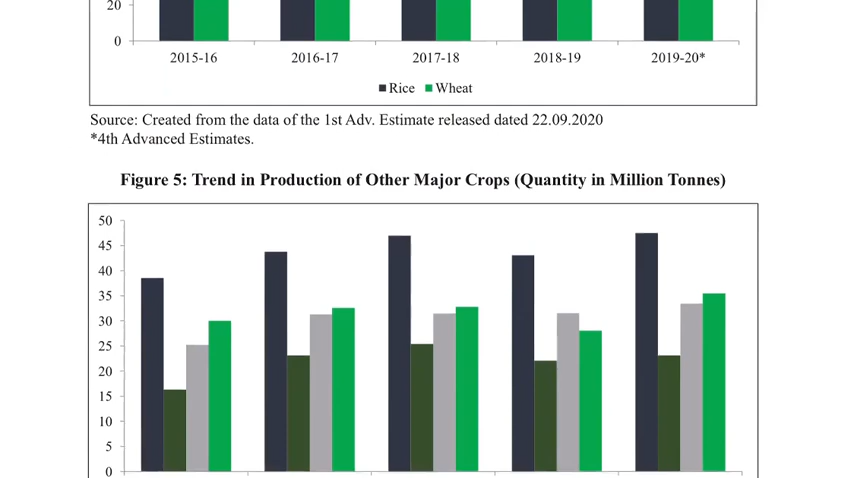 20
0
2015-16 2016-17 2017-18 2018-19 2019-20*
Rice Wheat
Source: Created from the data of the 1st Adv. Estimate released dated 22.09.2020
*4th Advanced Estimates.
Figure 5: Trend in Production of Other Major Crops (Quantity in Million Tonnes)
50
45
40
35
30
25
20
15
10
5
0